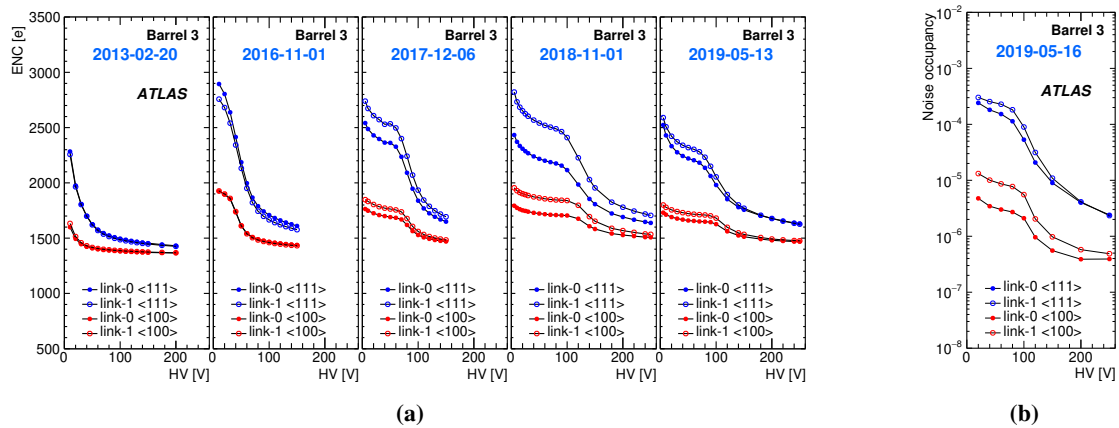 ENC [e]
3500
3000
2500
2000
1500
1000
500
Barrel 3
2013-02-20
ATLAS
link-0 <111>
link-1 <111>
link-0 <100>
link-1 <100>
0 100 200
HV [V]
Barrel 3
2016-11-01
link-0 <111>
link-1 <111>
link-0 <100>
link-1 <100>
0 100 200
HV [V]
Barrel 3
2017-12-06
link-0 <111>
link-1 <111>
link-0 <100>
link-1 <100>
0 100 200
HV [V]
Barrel 3
2018-11-01
link-0 <111>
link-1 <111>
link-0 <100>
link-1 <100>
0 100 200
HV [V]
Barrel 3
2019-05-13
link-0 <111>
link-1 <111>
link-0 <100>
link-1 <100>
0 100 200
HV [V]
(a)
Noise occupancy
10⁻²
10⁻³
10⁻⁴
10⁻⁵
10⁻⁶
10⁻⁷
10⁻⁸
Barrel 3
2019-05-16
ATLAS
link-0 <111>
link-1 <111>
link-0 <100>
link-1 <100>
0 100 200
HV [V]
(b)